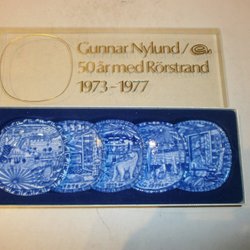 Gunnar Nylund /
50 år med Rörstrand
1973-1977